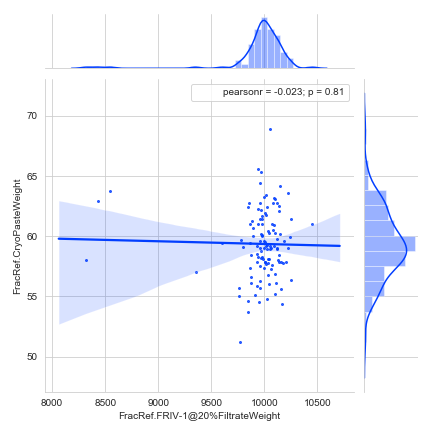 pearsonr = -0.023; p = 0.81
70
65
60
55
50
FracRef.CryoPasteWeight
8000 8500 9000 9500 10000 10500
FracRef.FRIV-1@20%FiltrateWeight